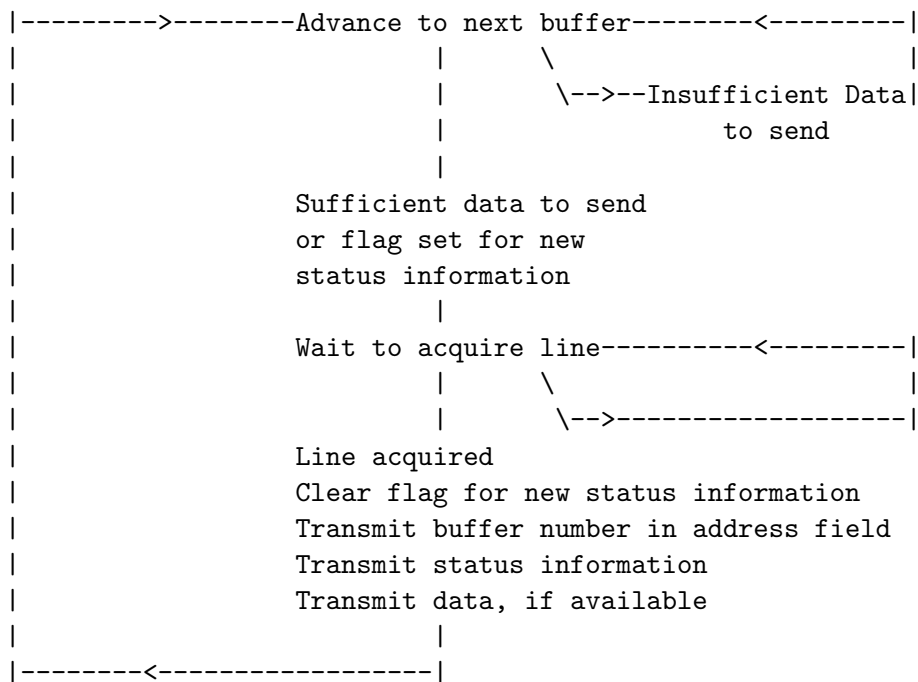 |--------->--------Advance to next buffer--------<---------|
|                           |      \                       |
|                           |       \-->--Insufficient Data|
|                           |                  to send
|                           |
|                  Sufficient data to send
|                  or flag set for new
|                  status information
|                           |
|                  Wait to acquire line----------<---------|
|                           |      \                       |
|                           |       \-->-------------------|
|                  Line acquired
|                  Clear flag for new status information
|                  Transmit buffer number in address field
|                  Transmit status information
|                  Transmit data, if available
|                           |
|--------<------------------|